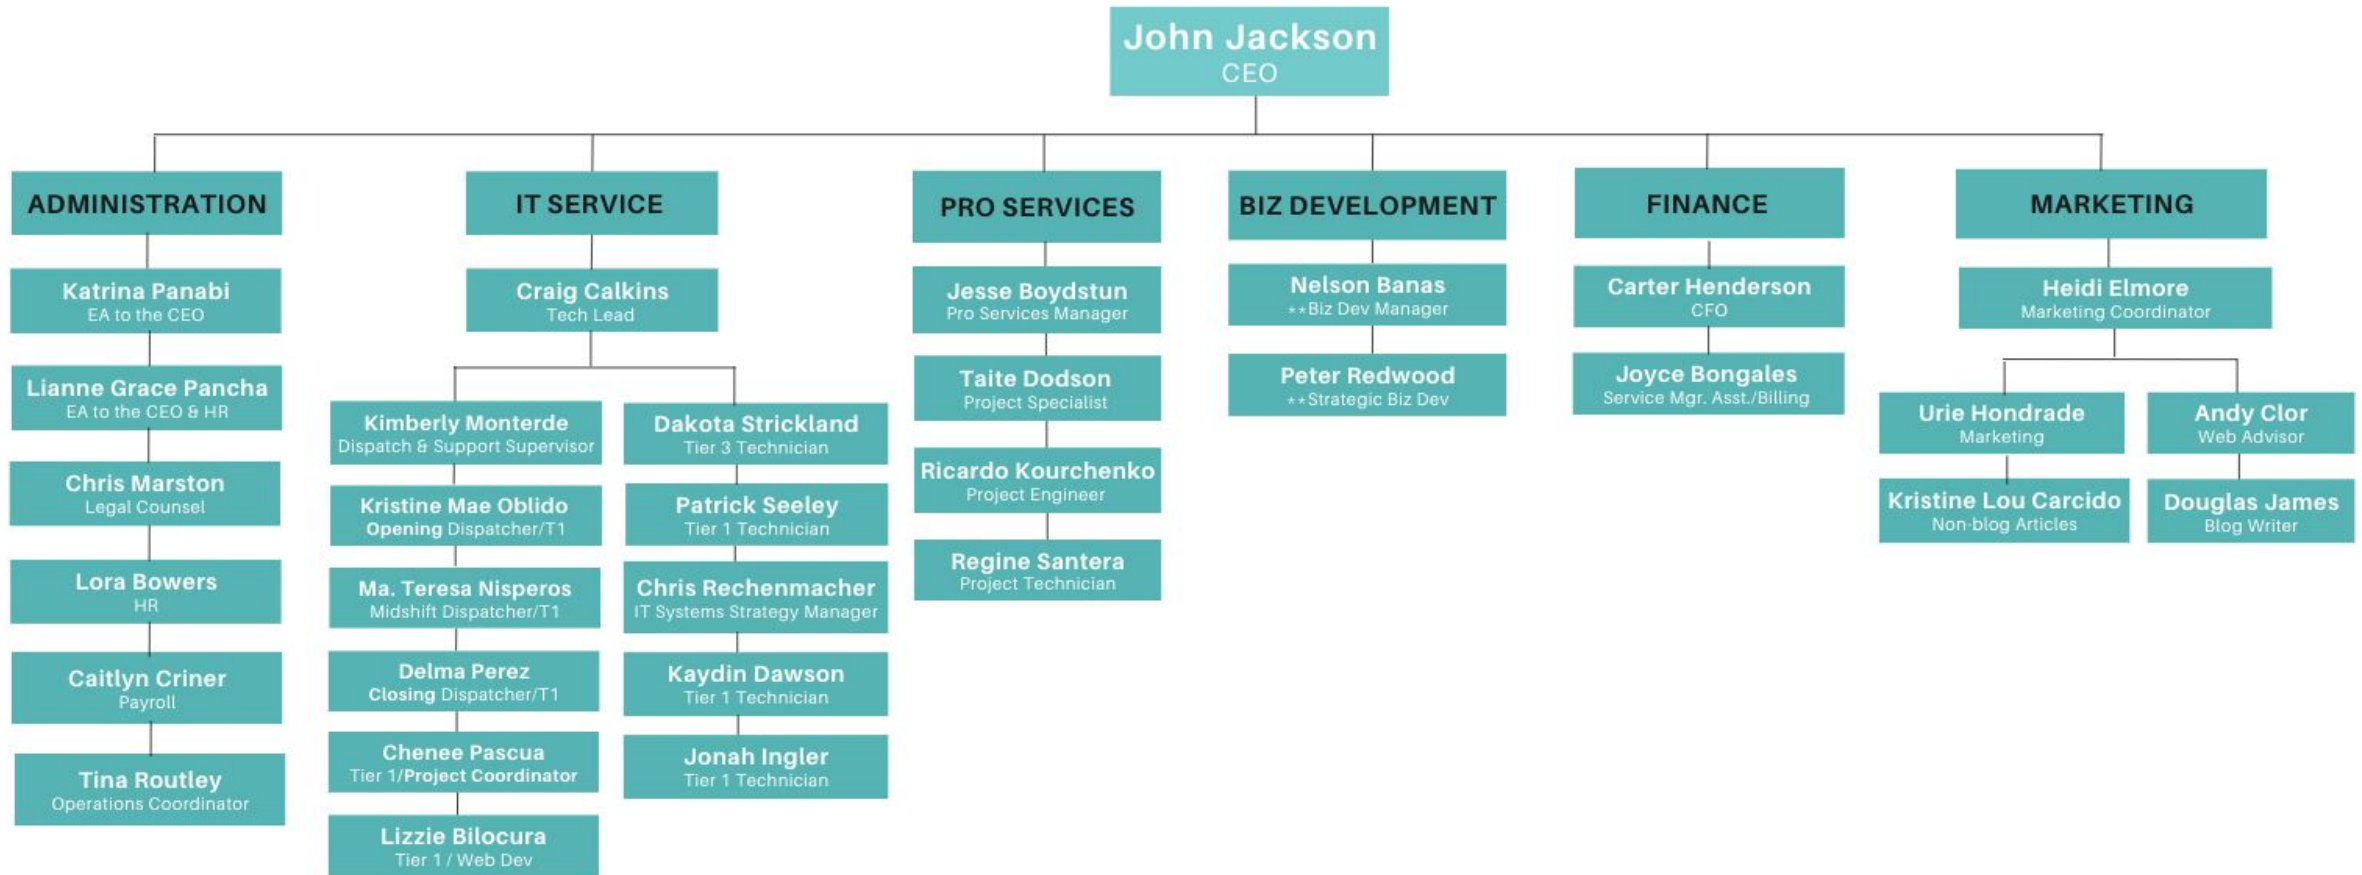 John Jackson
CEO
ADMINISTRATION
Katrina Panabi
EA to the CEO
Lianne Grace Pancha
EA to the CEO & HR
Chris Marston
Legal Counsel
Lora Bowers
HR
Caitlyn Criner
Payroll
Tina Routley
Operations Coordinator
IT SERVICE
Craig Calkins
Tech Lead
Kimberly Monterde
Dispatch & Support Supervisor
Kristine Mae Oblido
Opening Dispatcher/T1
Ma. Teresa Nisperos
Midshift Dispatcher/T1
Delma Perez
Closing Dispatcher/T1
Chenee Pascua
Tier 1/Project Coordinator
Lizzie Bilocura
Tier 1 / Web Dev
Dakota Strickland
Tier 3 Technician
Patrick Seeley
Tier 1 Technician
Chris Rechenmacher
IT Systems Strategy Manager
Kaydin Dawson
Tier 1 Technician
Jonah Ingler
Tier 1 Technician
PRO SERVICES
Jesse Boydstun
Pro Services Manager
Taite Dodson
Project Specialist
Ricardo Kourchenko
Project Engineer
Regine Santera
Project Technician
BIZ DEVELOPMENT
Nelson Banas
**Biz Dev Manager
Peter Redwood
**Strategic Biz Dev
FINANCE
Carter Henderson
CFO
Joyce Bongales
Service Mgr. Asst./Billing
MARKETING
Heidi Elmore
Marketing Coordinator
Urie Hondrade
Marketing
Kristine Lou Carcido
Non-blog Articles
Andy Clor
Web Advisor
Douglas James
Blog Writer